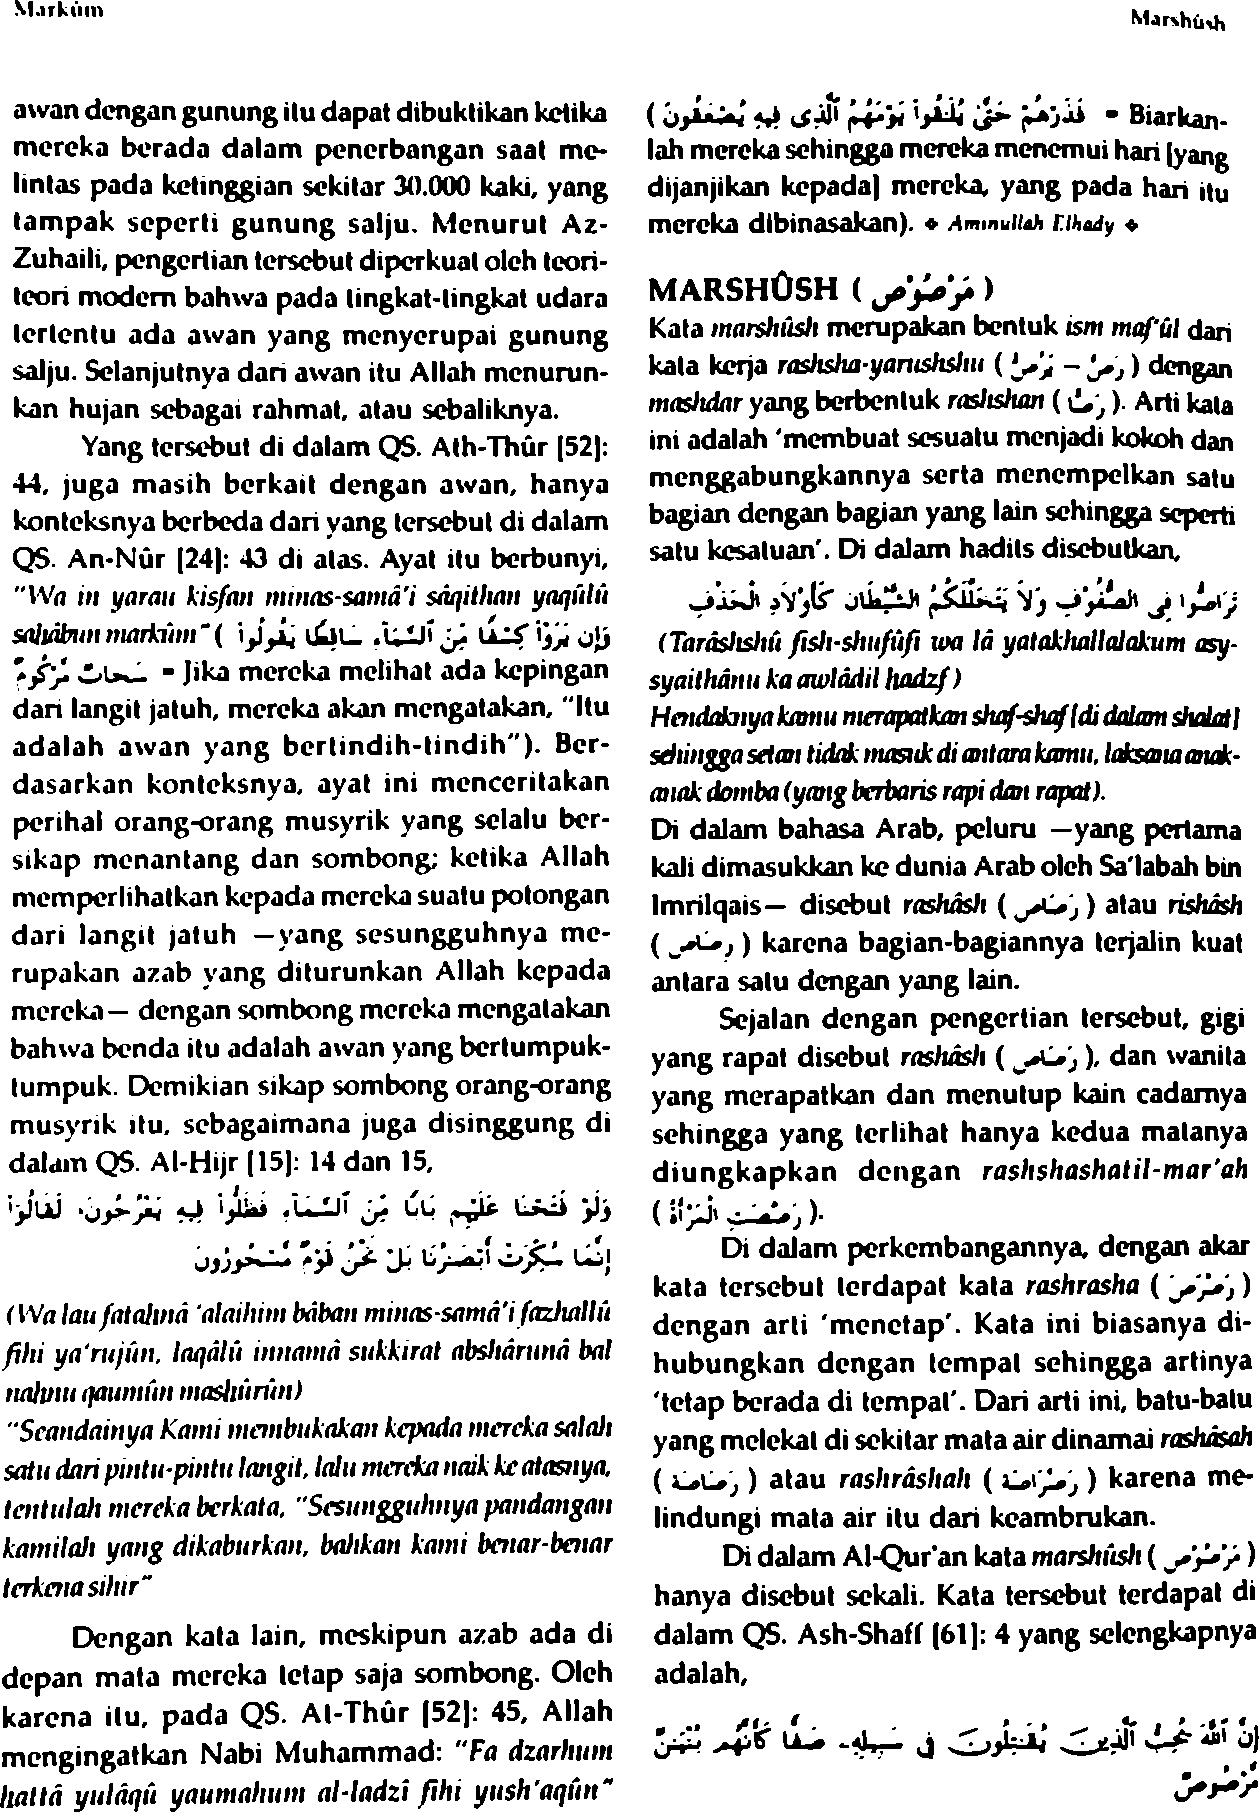 Markûm
Marshûsh
awan dengan gunung itu dapat dibuktikan ketika
mereka berada dalam penerbangan saat me-
lintas pada ketinggian sekitar 30.000 kaki, yang
tampak seperti gunung salju. Menurut Az-
Zuhaili, pengertian tersebut diperkuat oleh teori-
teori modern bahwa pada tingkat-tingkat udara
tertentu ada awan yang menyerupai gunung
salju. Selanjutnya dari awan itu Allah menurun-
kan hujan sebagai rahmat, atau sebaliknya.
Yang tersebut di dalam QS. Ath-Thûr [52]:
44, juga masih berkait dengan awan, hanya
konteksnya berbeda dari yang tersebut di dalam
QS. An-Nûr [24]: 43 di atas. Ayat itu berbunyi,
"Wa in yarau kisfan minas-samâ'i sâqithan yaqûlû
sahâbun markûm" ( وَإِن يَرَوْا۟ كِسْفًا مِّنَ ٱلسَّمَآءِ سَاقِطًا يَقُولُوا۟
سَحَابٌ مَّرْكُومٌ = Jika mereka melihat ada kepingan
dari langit jatuh, mereka akan mengatakan, "Itu
adalah awan yang bertindih-tindih"). Ber-
dasarkan konteksnya, ayat ini menceritakan
perihal orang-orang musyrik yang selalu ber-
sikap menantang dan sombong; ketika Allah
memperlihatkan kepada mereka suatu potongan
dari langit jatuh —yang sesungguhnya me-
rupakan azab yang diturunkan Allah kepada
mereka— dengan sombong mereka mengatakan
bahwa benda itu adalah awan yang bertumpuk-
tumpuk. Demikian sikap sombong orang-orang
musyrik itu, sebagaimana juga disinggung di
dalam QS. Al-Hijr [15]: 14 dan 15,
وَلَوْ فَتَحْنَا عَلَيْهِم بَابًا مِّنَ ٱلسَّمَآءِ فَظَلُّوا۟ فِيهِ يَعْرُجُونَ، لَقَالُوٓا۟
إِنَّمَا سُكِّرَتْ أَبْصَـٰرُنَا بَلْ نَحْنُ قَوْمٌ مَّسْحُورُونَ
(Wa lau fatahnâ 'alaihim bâban minas-samâ'i fazhallû
fîhi ya'rujûn, laqâlû innamâ sukkirat abshârunâ bal
nahnu qaumûn mashûrûn)
"Seandainya Kami membukakan kepada mereka salah
satu dari pintu-pintu langit, lalu mereka naik ke atasnya,
tentulah mereka berkata, "Sesungguhnya pandangan
kamilah yang dikaburkan, bahkan kami benar-benar
terkena sihir"
Dengan kata lain, meskipun azab ada di
depan mata mereka tetap saja sombong. Oleh
karena itu, pada QS. At-Thûr [52]: 45, Allah
mengingatkan Nabi Muhammad: "Fa dzarhum
hattâ yulâqû yaumahum al-ladzî fîhi yush'aqûn"
( فَذَرْهُمْ حَتَّىٰ يُلَـٰقُوا۟ يَوْمَهُمُ ٱلَّذِى فِيهِ يُصْعَقُونَ = Biarkan-
lah mereka sehingga mereka menemui hari [yang
dijanjikan kepada] mereka, yang pada hari itu
mereka dibinasakan). ❖ Aminullah Elhady ❖
MARSHÛSH ( مَرْصُوْص )
Kata marshûsh merupakan bentuk ism maf'ûl dari
kata kerja rashsha-yarushshu ( رَصَّ – يَرُصُّ ) dengan
mashdar yang berbentuk rashshan ( رَصًّا ). Arti kata
ini adalah 'membuat sesuatu menjadi kokoh dan
menggabungkannya serta menempelkan satu
bagian dengan bagian yang lain sehingga seperti
satu kesatuan'. Di dalam hadits disebutkan,
تَرَاصُّوا فِي الصُّفُوْفِ وَلاَ يَتَخَلَّلَكُمُ الشَّيْطَانُ كَأَوْلاَدِ الحَذَفِ
(Tarâshshû fish-shufûfi wa lâ yatakhallalakum asy-
syaithânu ka awlâdil hadzf)
Hendaknya kamu merapatkan shaf-shaf [di dalam shalat]
sehingga setan tidak masuk di antara kamu, laksana anak-
anak domba (yang berbaris rapi dan rapat).
Di dalam bahasa Arab, peluru —yang pertama
kali dimasukkan ke dunia Arab oleh Sa'labah bin
Imrilqais— disebut rashâsh ( رَصَاص ) atau rishâsh
( رِصَاص ) karena bagian-bagiannya terjalin kuat
antara satu dengan yang lain.
Sejalan dengan pengertian tersebut, gigi
yang rapat disebut rashâsh ( رَصَاص ), dan wanita
yang merapatkan dan menutup kain cadarnya
sehingga yang terlihat hanya kedua matanya
diungkapkan dengan rashshashatil-mar'ah
( رَصَّصَتِ الْمَرْأَةُ ).
Di dalam perkembangannya, dengan akar
kata tersebut terdapat kata rashrasha ( رَصْرَصَ )
dengan arti 'menetap'. Kata ini biasanya di-
hubungkan dengan tempat sehingga artinya
'tetap berada di tempat'. Dari arti ini, batu-batu
yang melekat di sekitar mata air dinamai rashâsah
( رَصَاصَة ) atau rashrâshah ( رَصْرَاصَة ) karena me-
lindungi mata air itu dari keambrukan.
Di dalam Al-Qur'an kata marshûsh ( مَرْصُوْص )
hanya disebut sekali. Kata tersebut terdapat di
dalam QS. Ash-Shaff [61]: 4 yang selengkapnya
adalah,
إِنَّ ٱللَّهَ يُحِبُّ ٱلَّذِينَ يُقَـٰتِلُونَ فِى سَبِيلِهِۦ صَفًّا كَأَنَّهُم بُنْيَـٰنٌ
مَّرْصُوصٌ